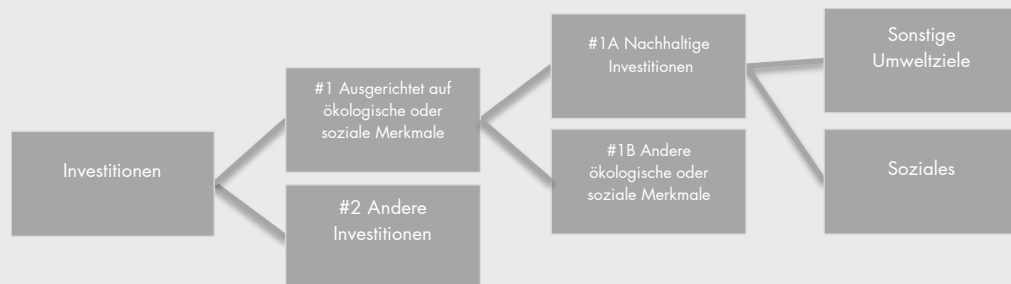 Investitionen
#1 Ausgerichtet auf
ökologische oder
soziale Merkmale
#2 Andere
Investitionen
#1A Nachhaltige
Investitionen
#1B Andere
ökologische oder
soziale Merkmale
Sonstige
Umweltziele
Soziales